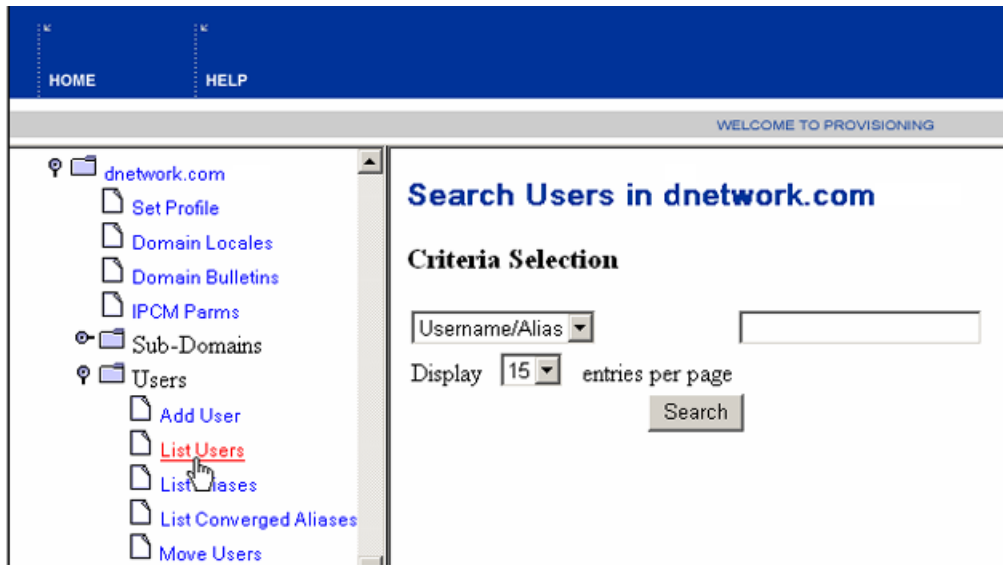 HOME
HELP
WELCOME TO PROVISIONING
dnetwork.com
Set Profile
Domain Locales
Domain Bulletins
IPCM Parms
Sub-Domains
Users
Add User
List Users
List
List Converged Aliases
Move Users
Search Users in dnetwork.com
Criteria Selection
Username/Alias
Display 15 entries per page
Search